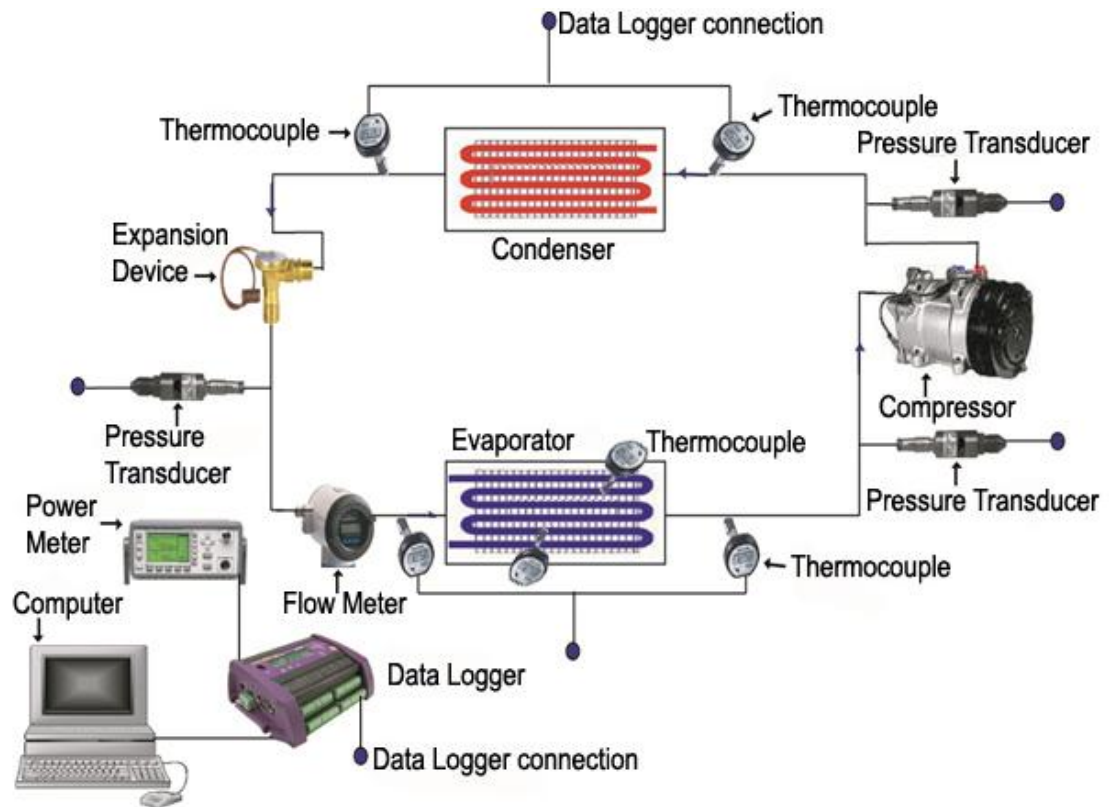 Data Logger connection
Thermocouple
Thermocouple
Pressure Transducer
Condenser
Expansion
Device
Compressor
Pressure
Transducer
Evaporator
Thermocouple
Pressure Transducer
Power
Meter
Thermocouple
Computer
Flow Meter
Data Logger
Data Logger connection